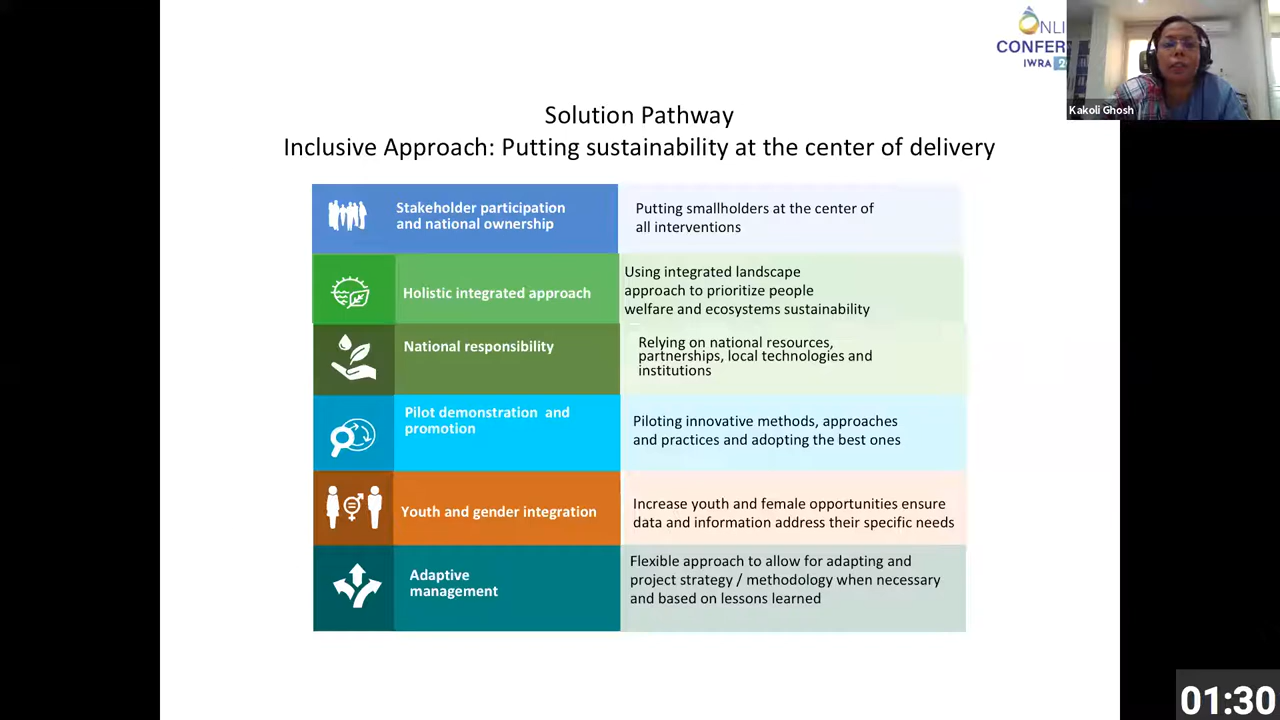 NLI
CONFER
IWRA 2
Kakoli Ghosh
Solution Pathway
Inclusive Approach: Putting sustainability at the center of delivery
Stakeholder participation
and national ownership
Putting smallholders at the center of
all interventions
Holistic integrated approach
Using integrated landscape
approach to prioritize people
welfare and ecosystems sustainability
National responsibility
Relying on national resources,
partnerships, local technologies and
institutions
Pilot demonstration and
promotion
Piloting innovative methods, approaches
and practices and adopting the best ones
Youth and gender integration
Increase youth and female opportunities ensure
data and information address their specific needs
Adaptive
management
Flexible approach to allow for adapting and
project strategy / methodology when necessary
and based on lessons learned
01:30